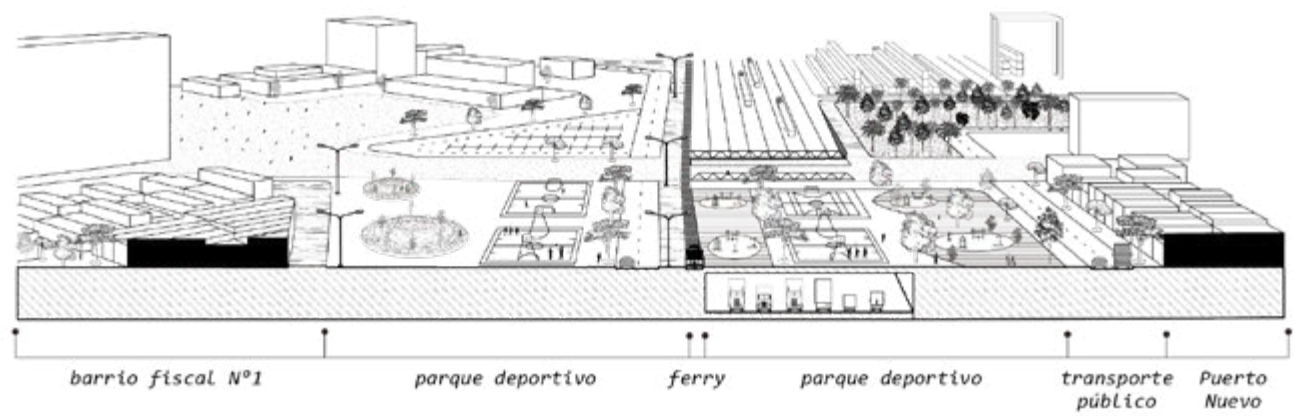 barrio fiscal Nº1
parque deportivo
ferry
parque deportivo
transporte
público
Puerto
Nuevo